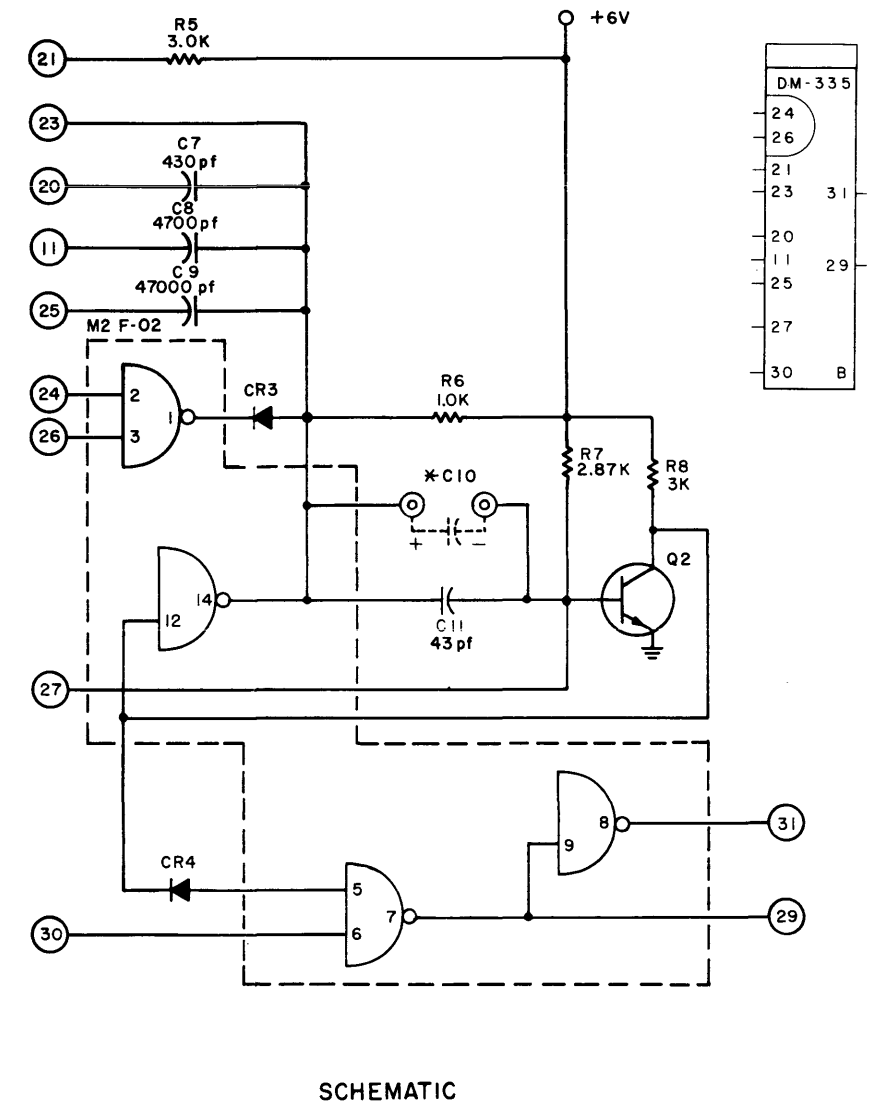 +6V
R5
3.0K
21
DM-335
23
24
C7
26
430pf
20
21
23
31
C8
4700pf
11
20
11
29
C9
25
47000pf
25
M2 F-02
27
30
B
24
2
1
CR3
R6
1.0K
26
3
R7
2.87K
R8
3K
*C10
+
–
Q2
14
12
C11
43pf
27
8
9
31
CR4
5
7
29
30
6
SCHEMATIC